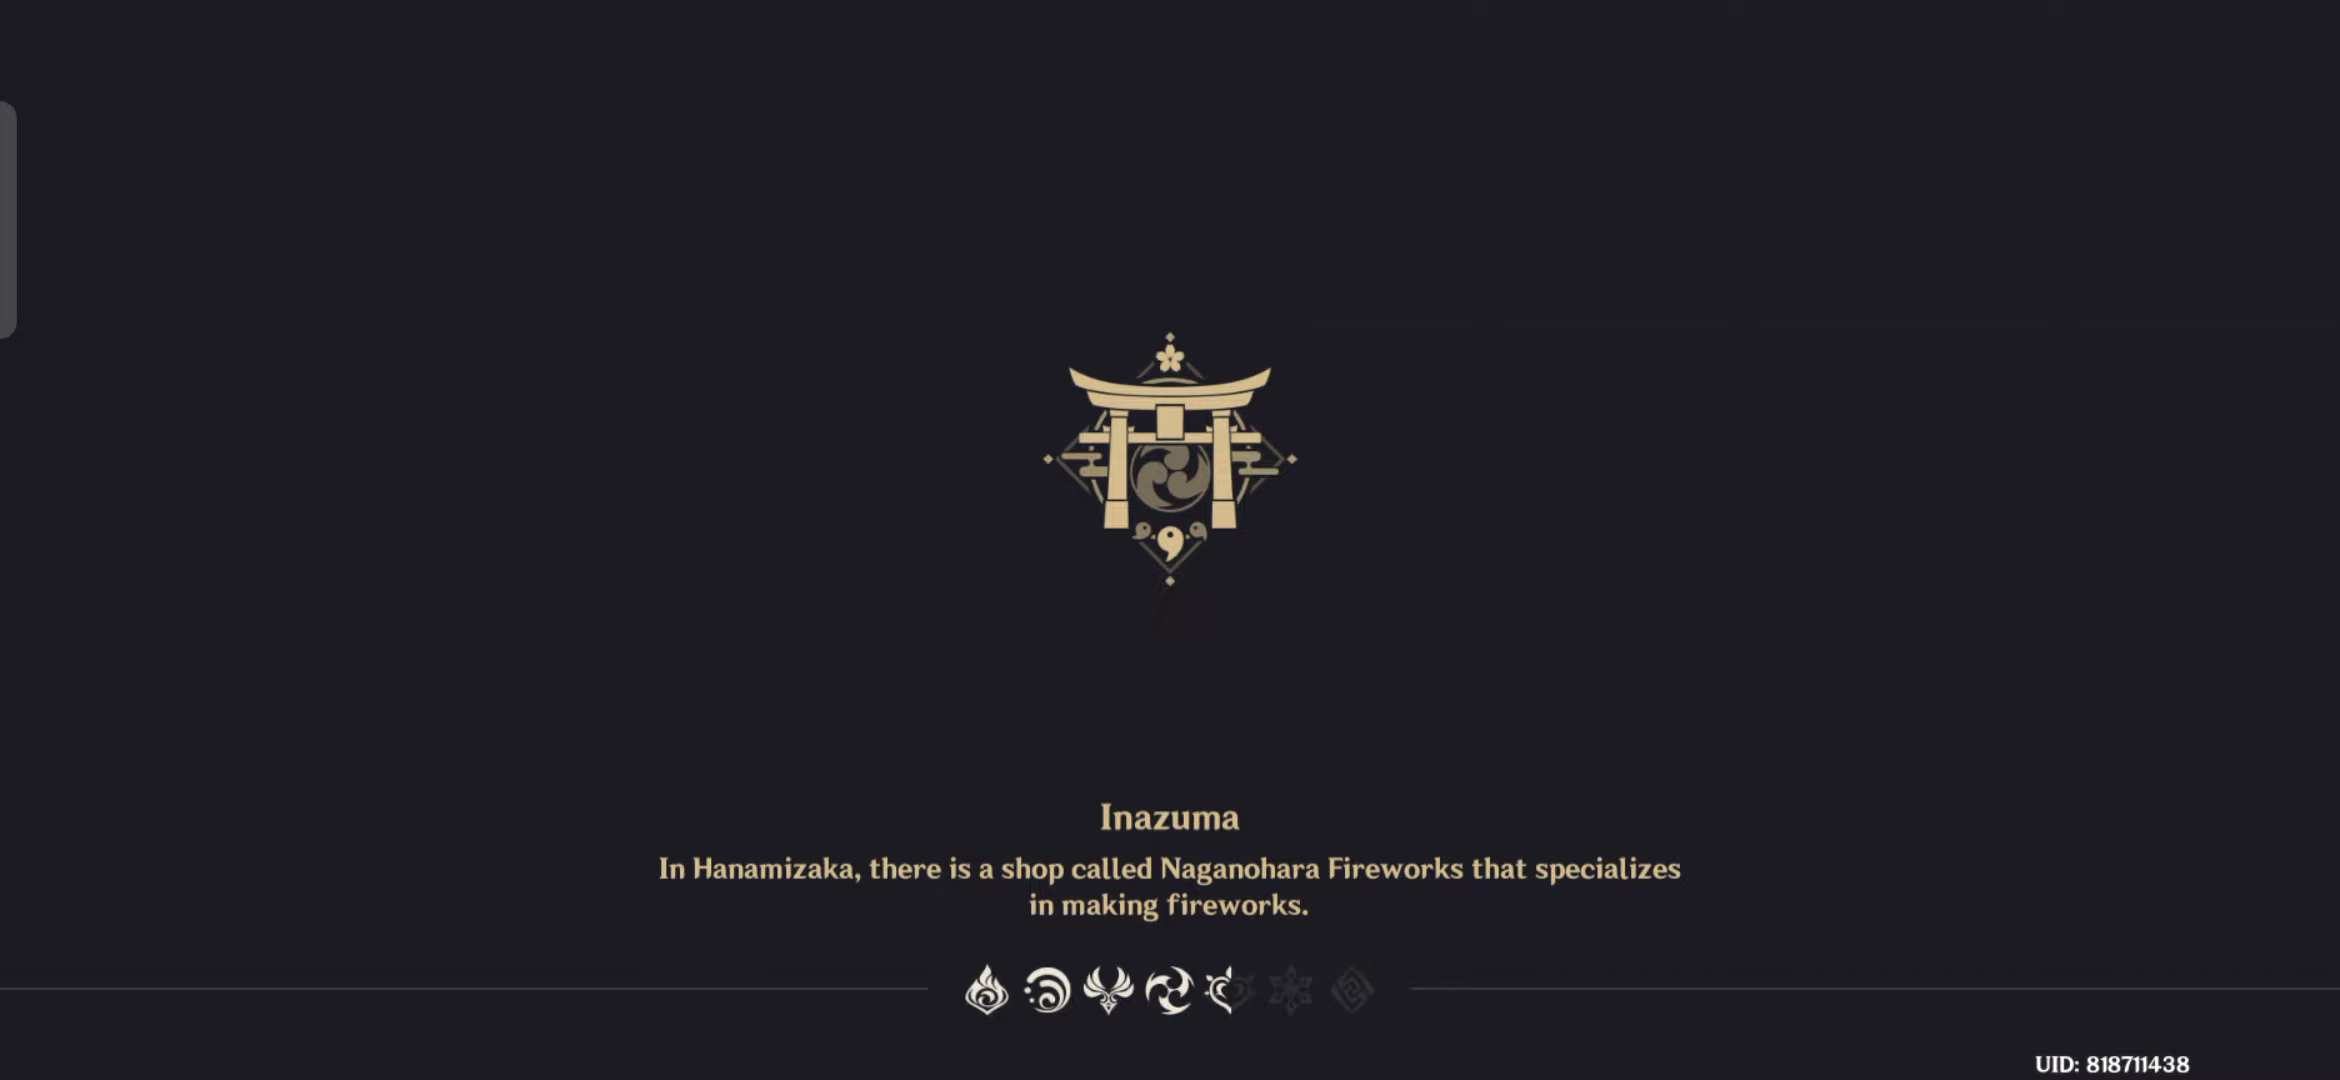 Inazuma
In Hanamizaka, there is a shop called Naganohara Fireworks that specializes
in making fireworks.
UID: 818711438